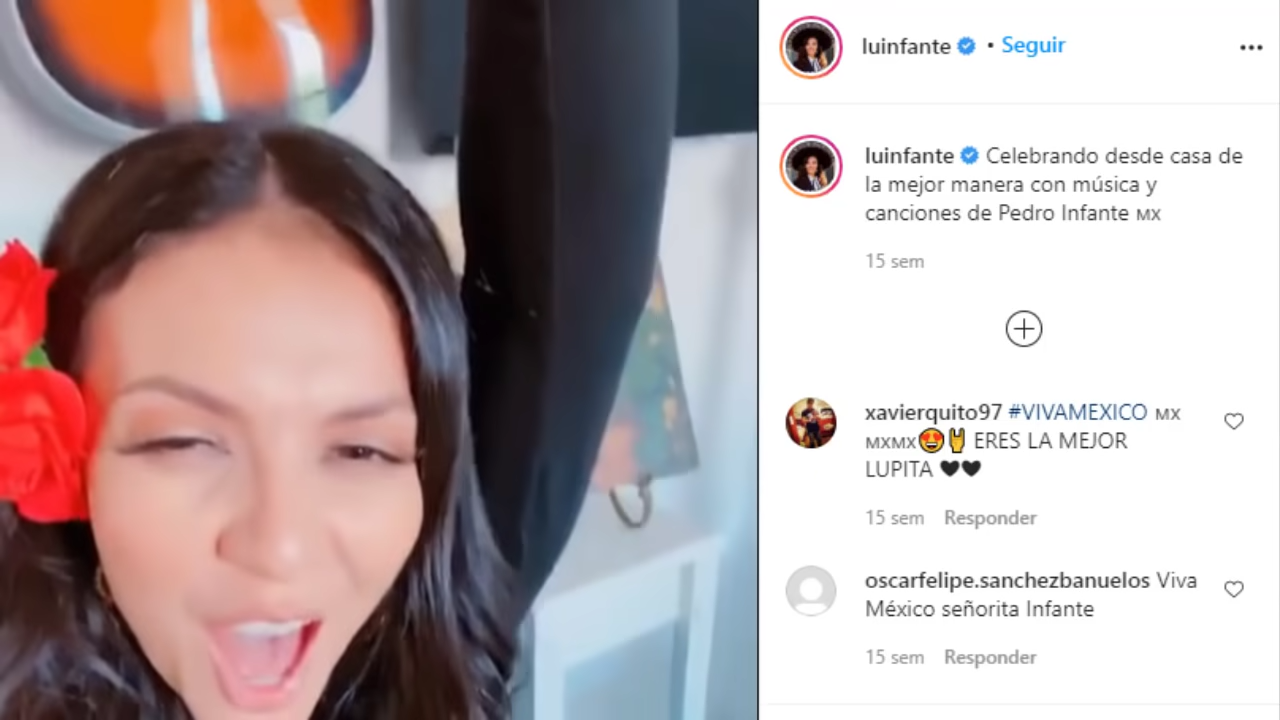 luinfante • Seguir
luinfante Celebrando desde casa de
la mejor manera con música y
canciones de Pedro Infante MX
15 sem
xavierquito97 #VIVAMEXICO MX
MXMX😍🤘 ERES LA MEJOR
LUPITA 🖤🖤
15 sem Responder
oscarfelipe.sanchezbanuelos Viva
México señorita Infante
15 sem Responder